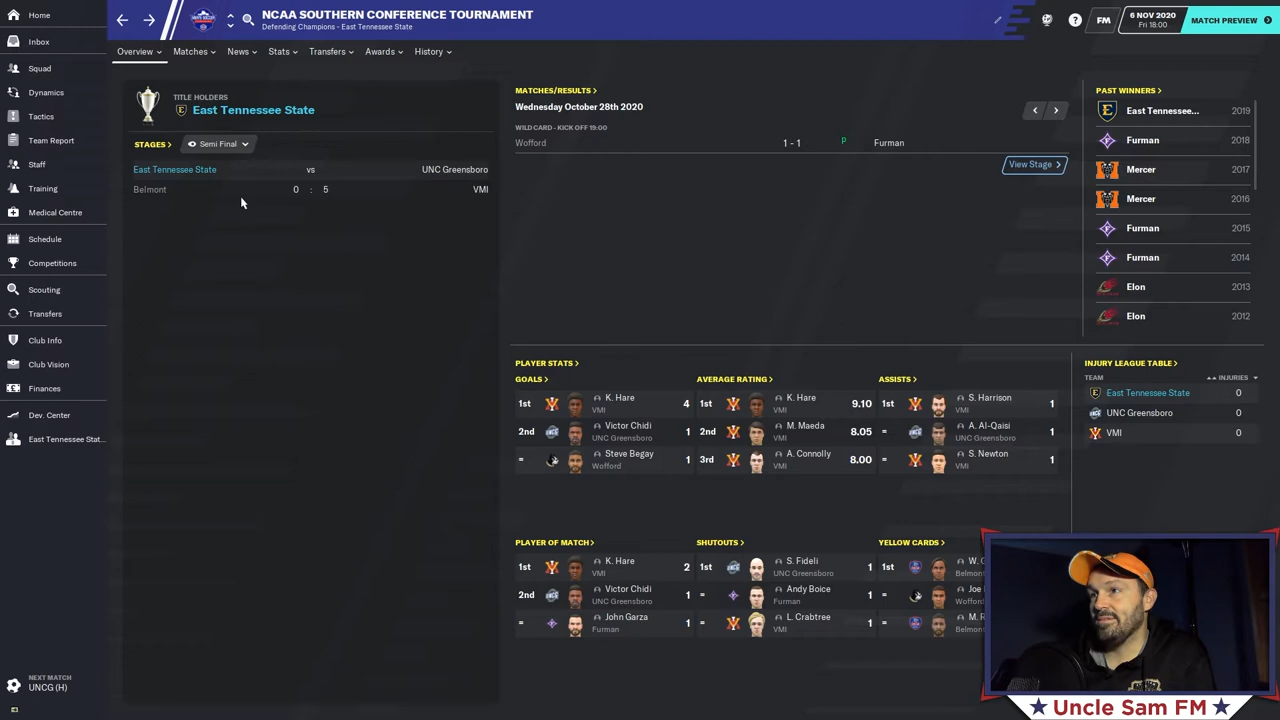 Home
Inbox
Squad
Dynamics
Tactics
Team Report
Staff
Training
Medical Centre
Schedule
Competitions
Scouting
Transfers
Club Info
Club Vision
Finances
Dev. Center
East Tennessee Stat...
NEXT MATCH
UNCG (H)
NCAA SOUTHERN CONFERENCE TOURNAMENT
Defending Champions - East Tennessee State
FM
6 NOV 2020
Fri 18:00
MATCH PREVIEW
Overview
Matches
News
Stats
Transfers
Awards
History
TITLE HOLDERS
East Tennessee State
STAGES
Semi Final
East Tennessee State vs UNC Greensboro
Belmont 0 : 5 VMI
MATCHES/RESULTS
Wednesday October 28th 2020
WILD CARD - KICK OFF 19:00
Wofford 1 - 1 p Furman
View Stage
PAST WINNERS
East Tennessee... 2019
Furman 2018
Mercer 2017
Mercer 2016
Furman 2015
Furman 2014
Elon 2013
Elon 2012
PLAYER STATS
GOALS
1st K. Hare 4
VMI
2nd Victor Chidi 1
UNC Greensboro
= Steve Begay 1
Wofford
AVERAGE RATING
1st K. Hare 9.10
VMI
2nd M. Maeda 8.05
VMI
3rd A. Connolly 8.00
VMI
ASSISTS
1st S. Harrison 1
VMI
= A. Al-Qaisi 1
UNC Greensboro
= S. Newton 1
VMI
INJURY LEAGUE TABLE
TEAM INJURIES
East Tennessee State 0
UNC Greensboro 0
VMI 0
PLAYER OF MATCH
1st K. Hare 2
VMI
2nd Victor Chidi 1
UNC Greensboro
= John Garza 1
Furman
SHUTOUTS
1st S. Fideli 1
UNC Greensboro
= Andy Boice 1
Furman
= L. Crabtree 1
VMI
YELLOW CARDS
1st
Belmont
= Joe
Wofford
= M.
Belmont
Uncle Sam FM